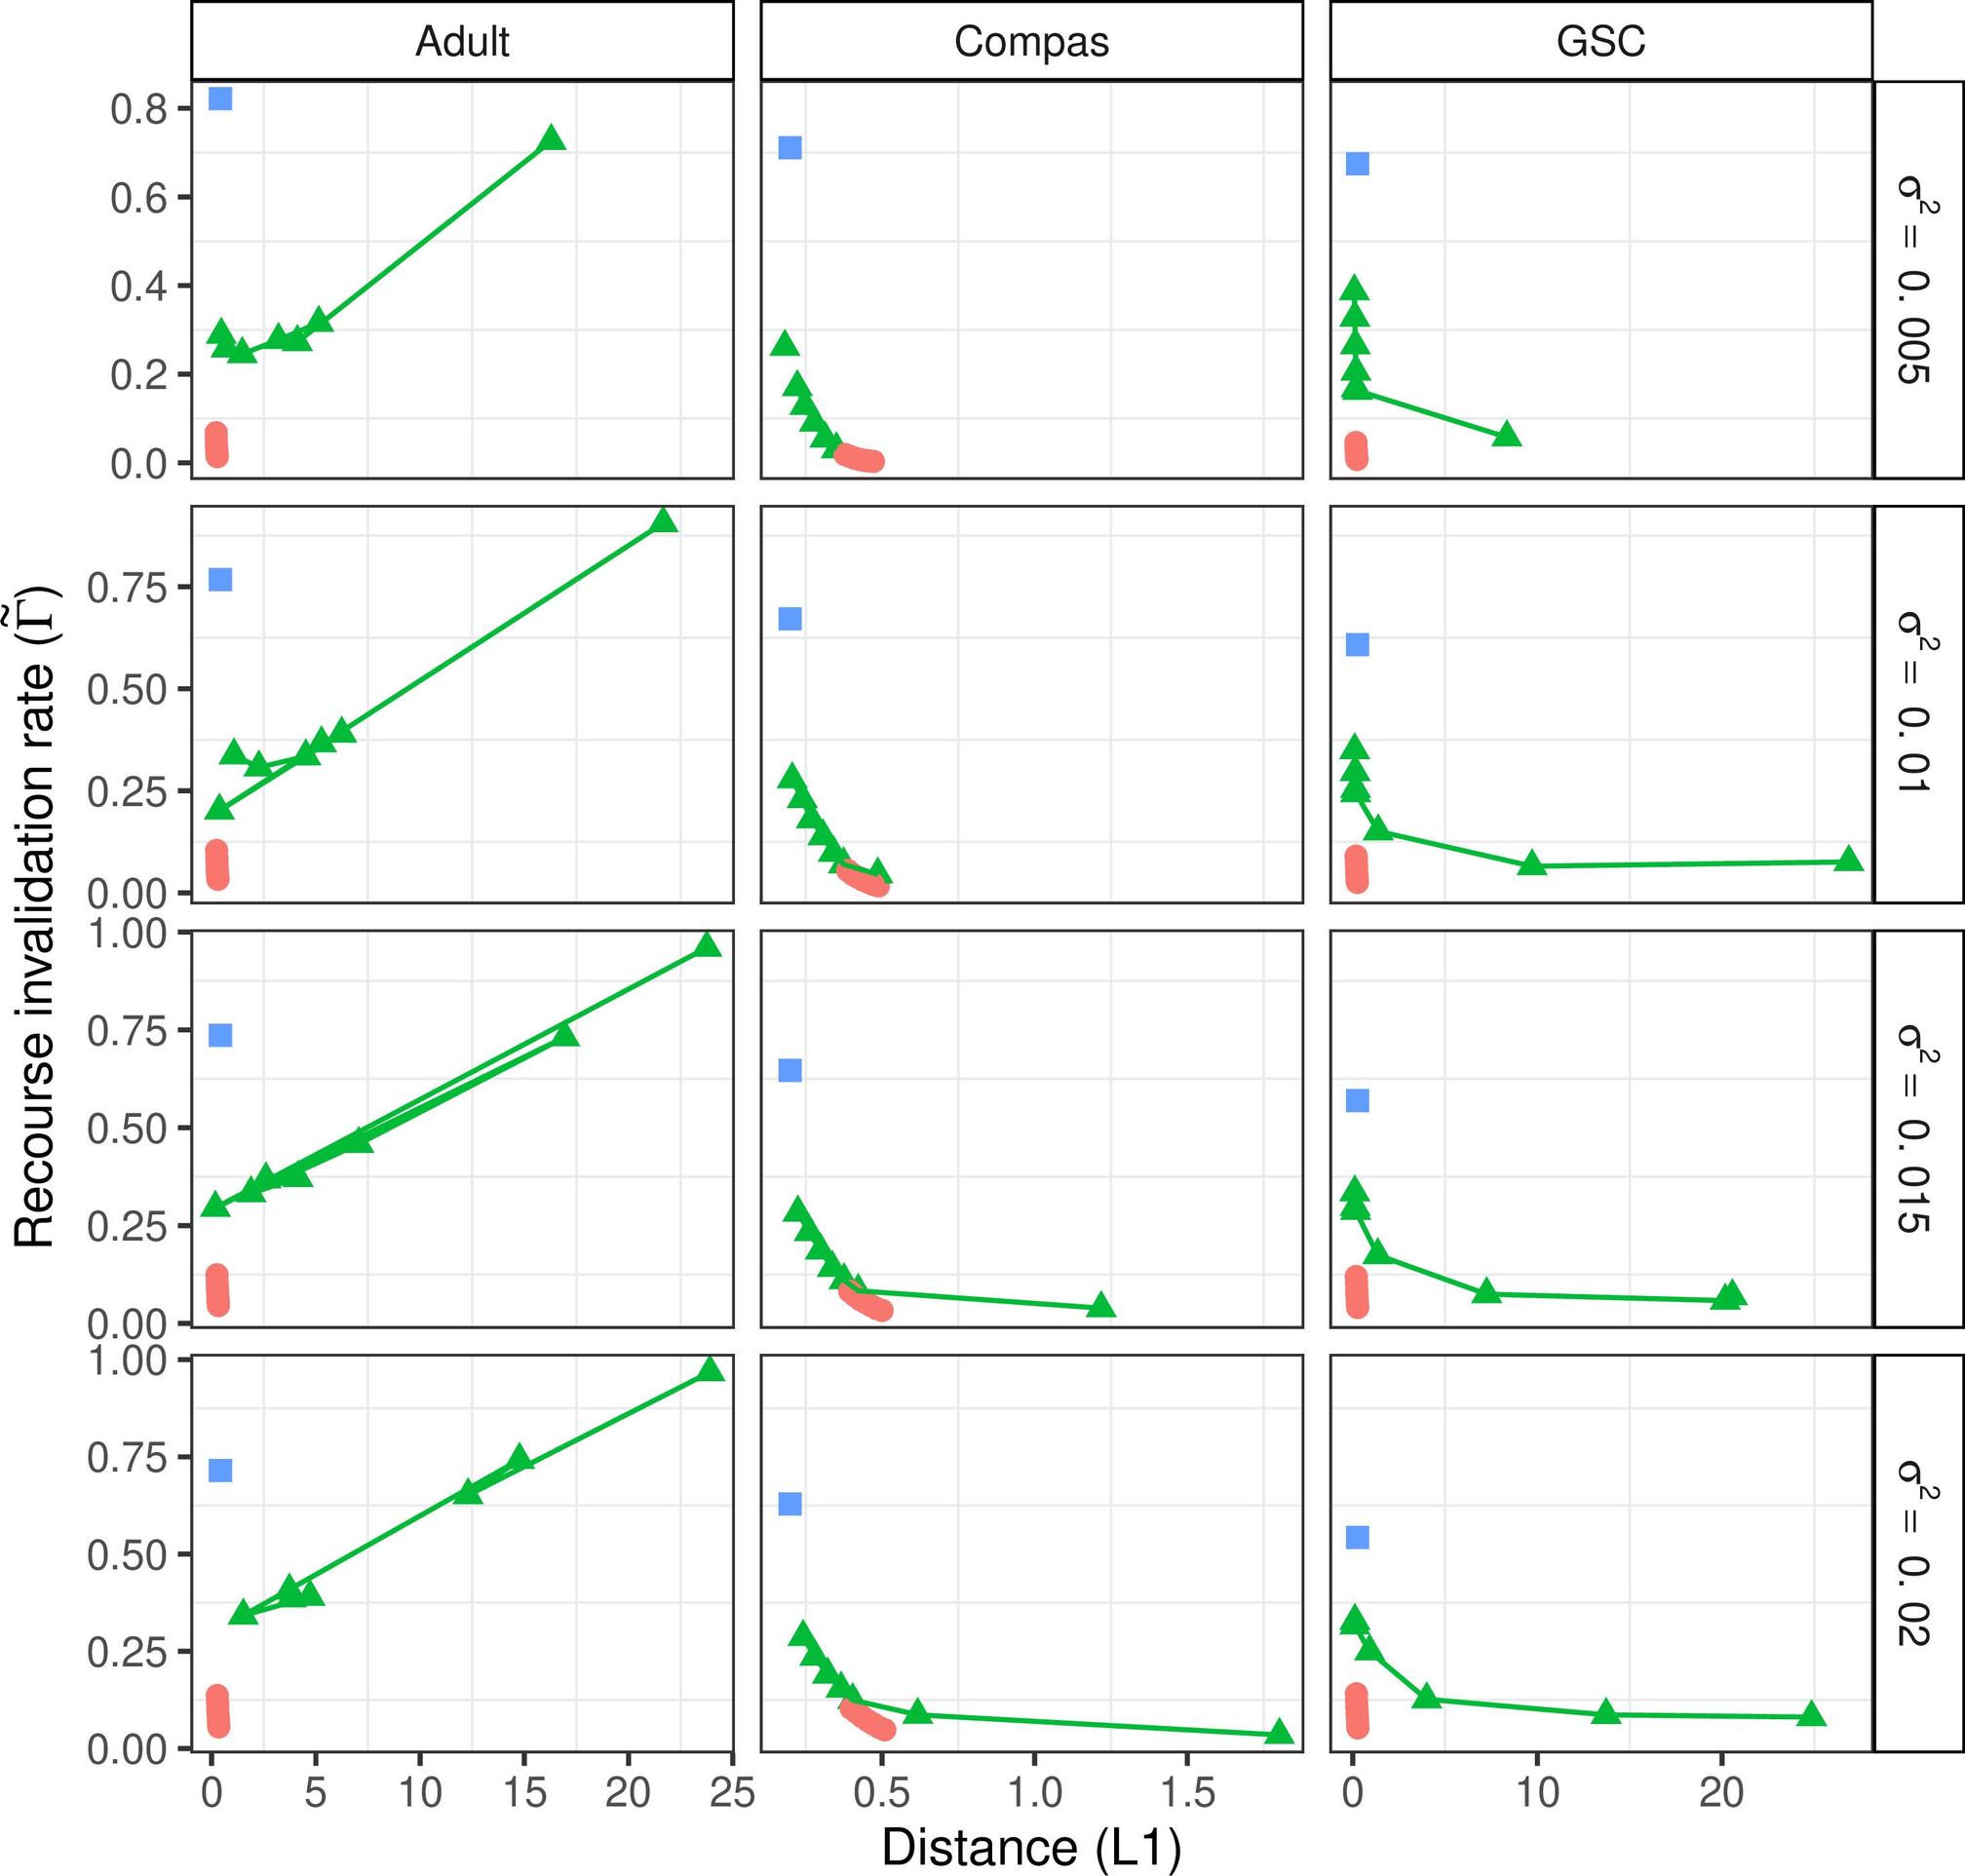 Adult Compas GSC
0.8
0.6
0.4
0.2
0.0
σ² = 0.005
0.75
0.50
0.25
0.00
σ² = 0.01
1.00
0.75
0.50
0.25
0.00
σ² = 0.015
1.00
0.75
0.50
0.25
0.00
σ² = 0.02
Recourse invalidation rate (Γ̃)
0 5 10 15 20 25 0.5 1.0 1.5 0 10 20
Distance (L1)